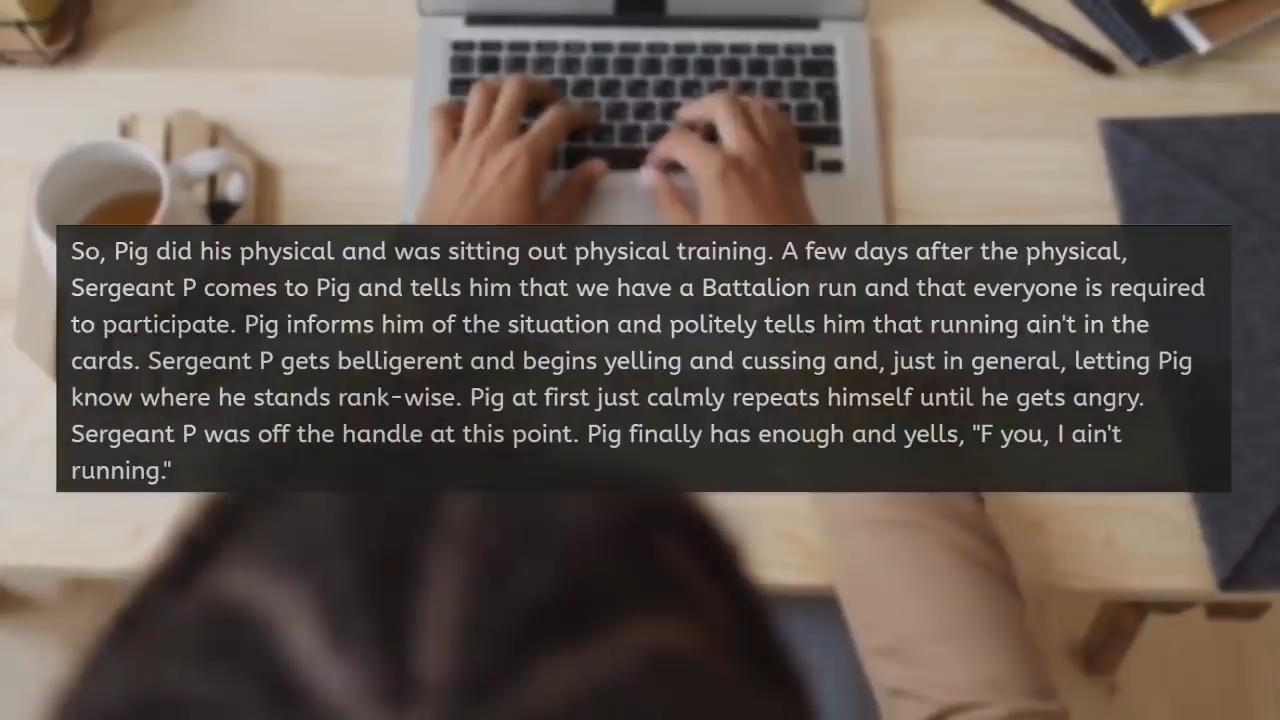 So, Pig did his physical and was sitting out physical training. A few days after the physical,
Sergeant P comes to Pig and tells him that we have a Battalion run and that everyone is required
to participate. Pig informs him of the situation and politely tells him that running ain't in the
cards. Sergeant P gets belligerent and begins yelling and cussing and, just in general, letting Pig
know where he stands rank-wise. Pig at first just calmly repeats himself until he gets angry.
Sergeant P was off the handle at this point. Pig finally has enough and yells, "F you, I ain't
running."